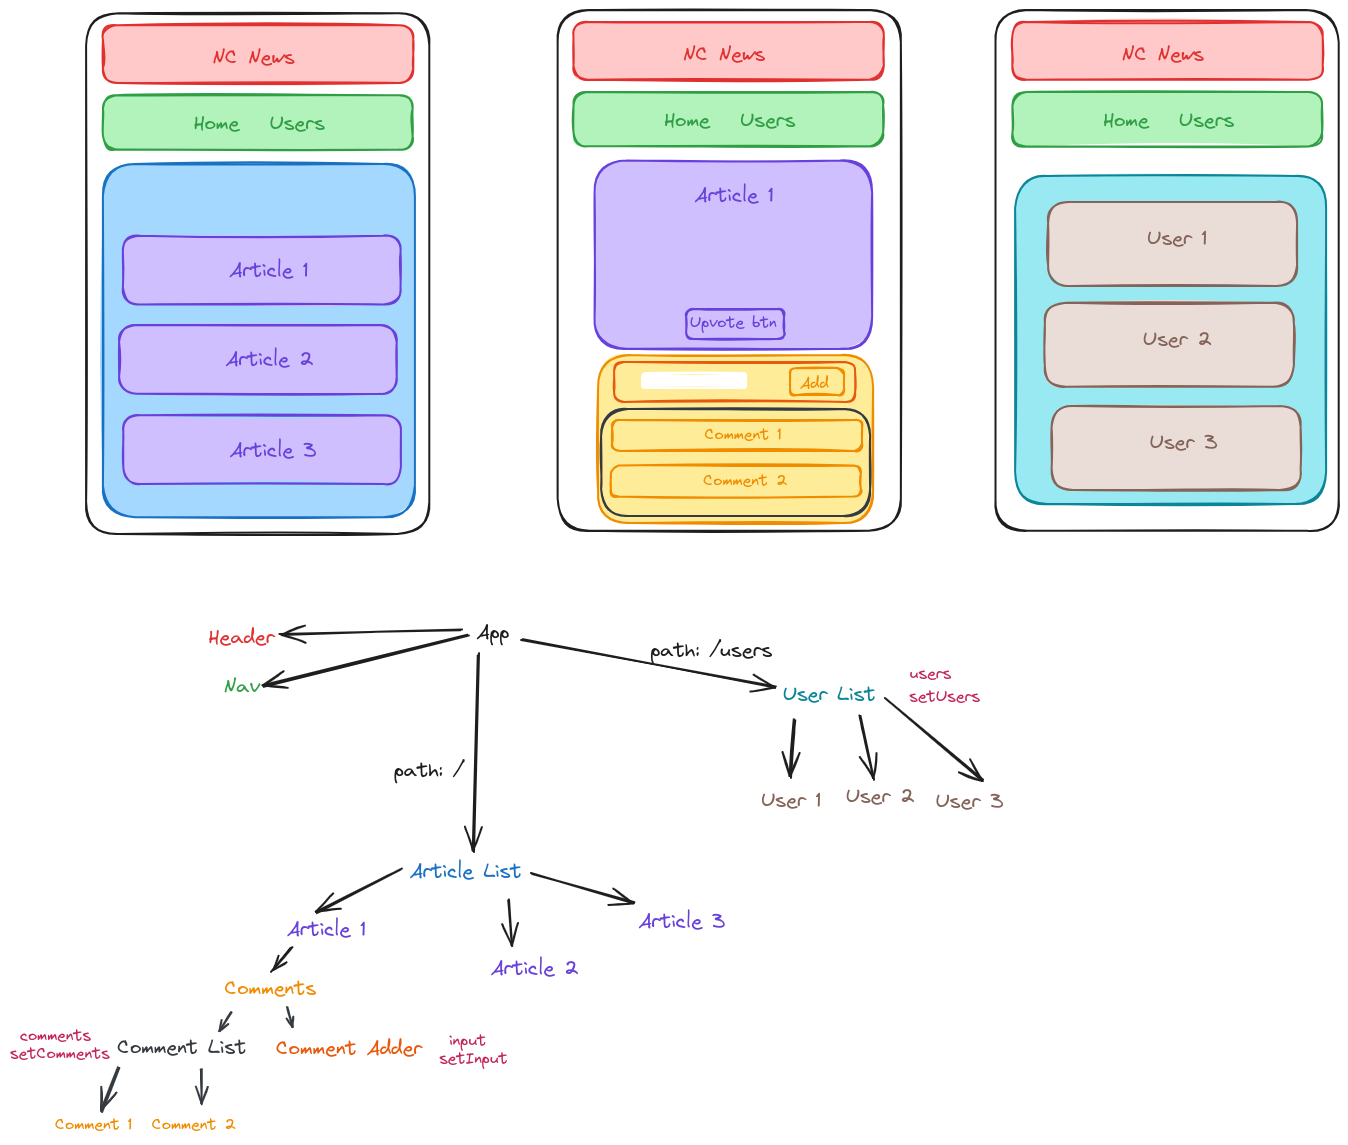 NC News
Home Users
Article 1
Article 2
Article 3
NC News
Home Users
Article 1
Upvote btn
Add
Comment 1
Comment 2
NC News
Home Users
User 1
User 2
User 3
App
Header
Nav
path: /users
User List
users
setUsers
User 1
User 2
User 3
path: /
Article List
Article 1
Article 2
Article 3
Comments
comments
setComments
Comment List
Comment Adder
input
setInput
Comment 1
Comment 2